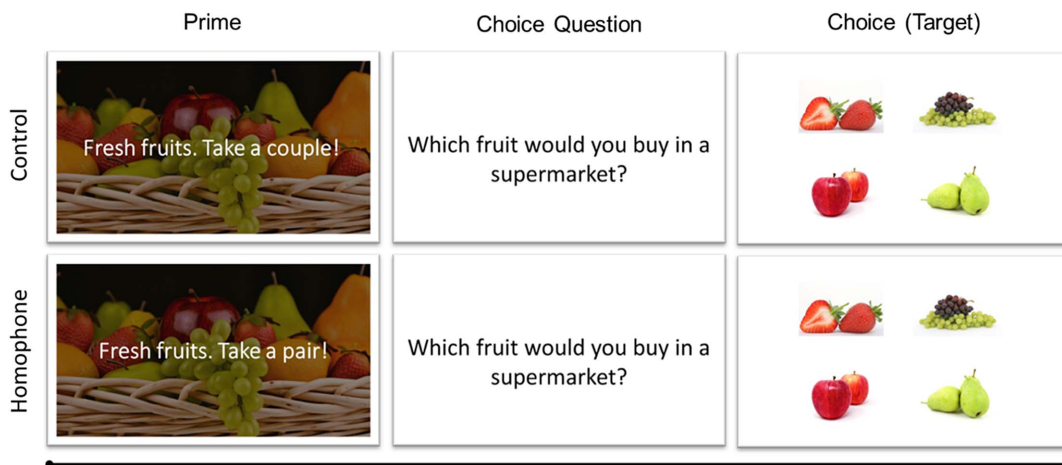 Prime
Choice Question
Choice (Target)
Control
Fresh fruits. Take a couple!
Which fruit would you buy in a
supermarket?
Homophone
Fresh fruits. Take a pair!
Which fruit would you buy in a
supermarket?